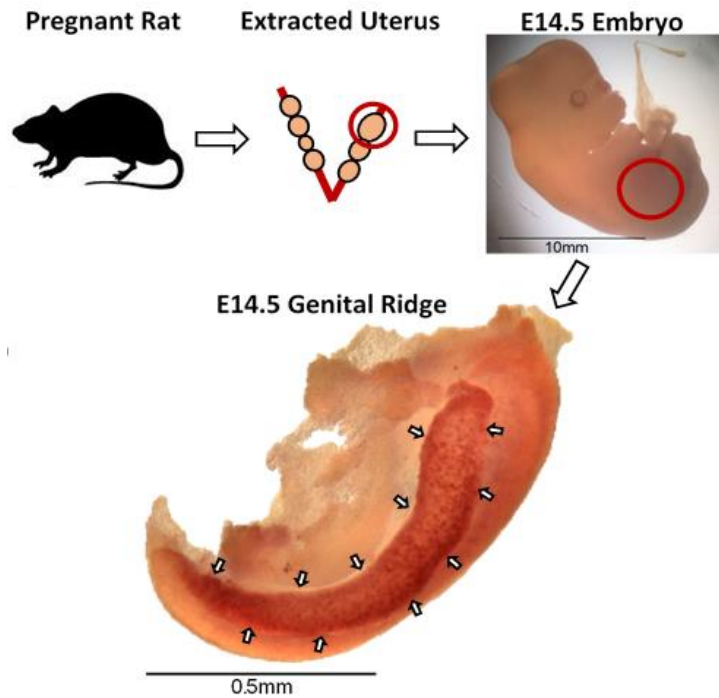 Pregnant Rat
Extracted Uterus
E14.5 Embryo
10mm
E14.5 Genital Ridge
0.5mm